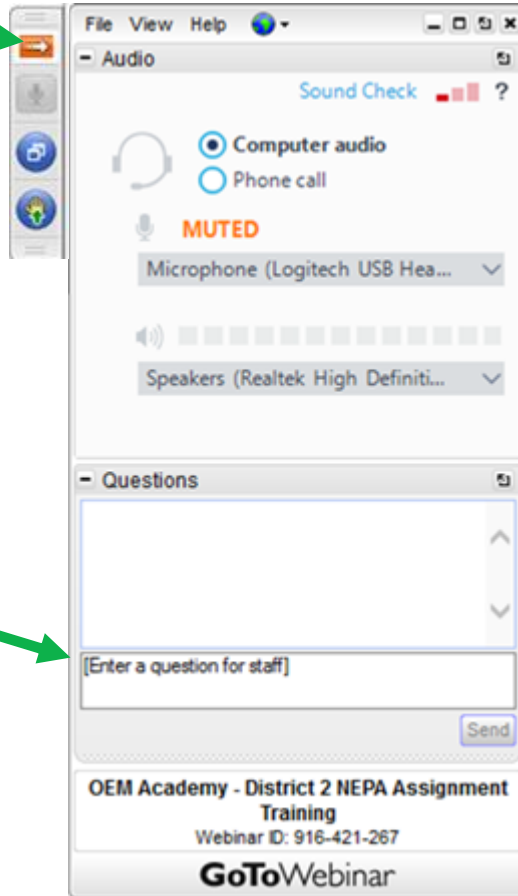 File View Help
Audio
Sound Check ?
Computer audio
Phone call
MUTED
Microphone (Logitech USB Hea...
Speakers (Realtek High Definiti...
Questions
[Enter a question for staff]
Send
OEM Academy - District 2 NEPA Assignment
Training
Webinar ID: 916-421-267
GoToWebinar